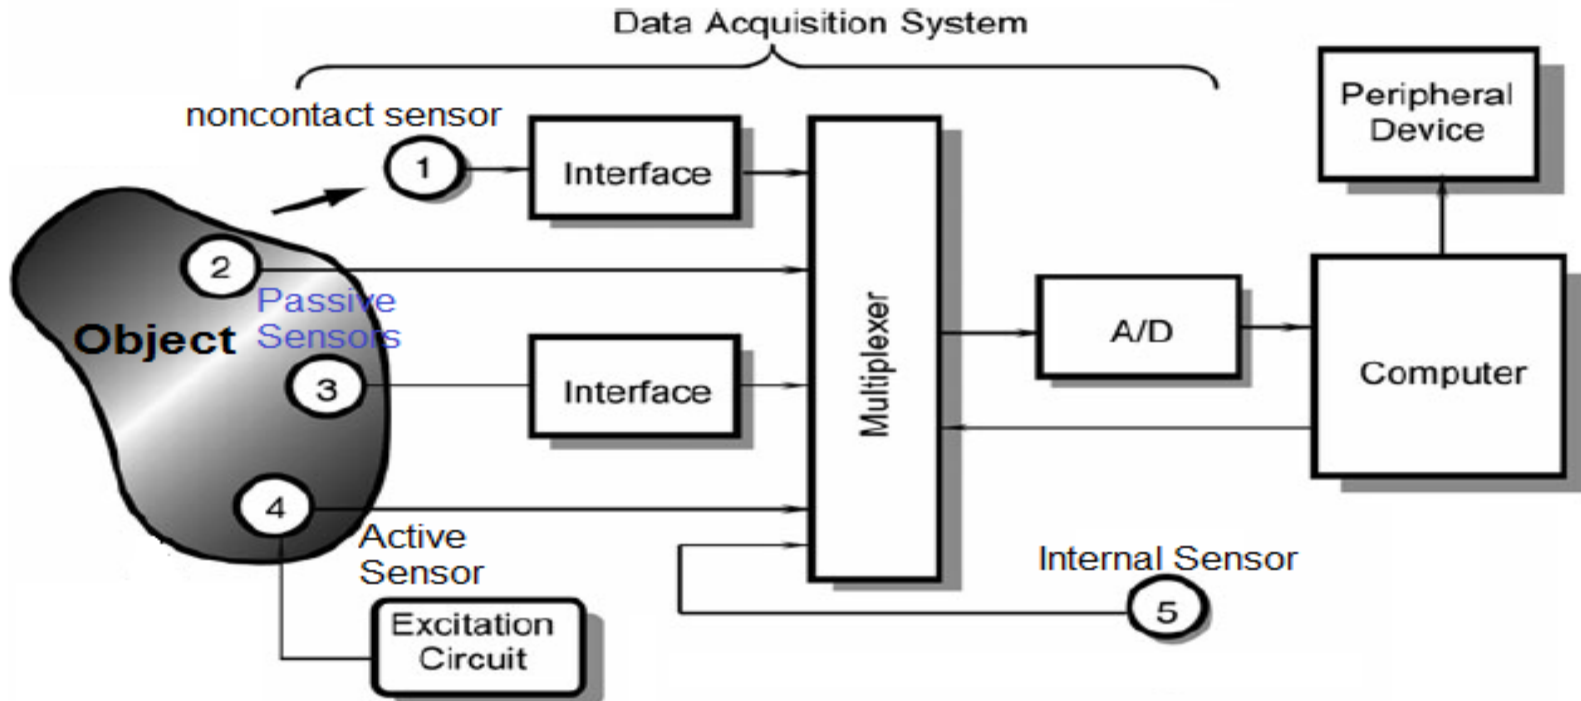 Data Acquisition System
noncontact sensor
1
Interface
Peripheral
Device
2
Passive
Sensors
Object
Multiplexer
A/D
Computer
3
Interface
4
Active
Sensor
Internal Sensor
5
Excitation
Circuit